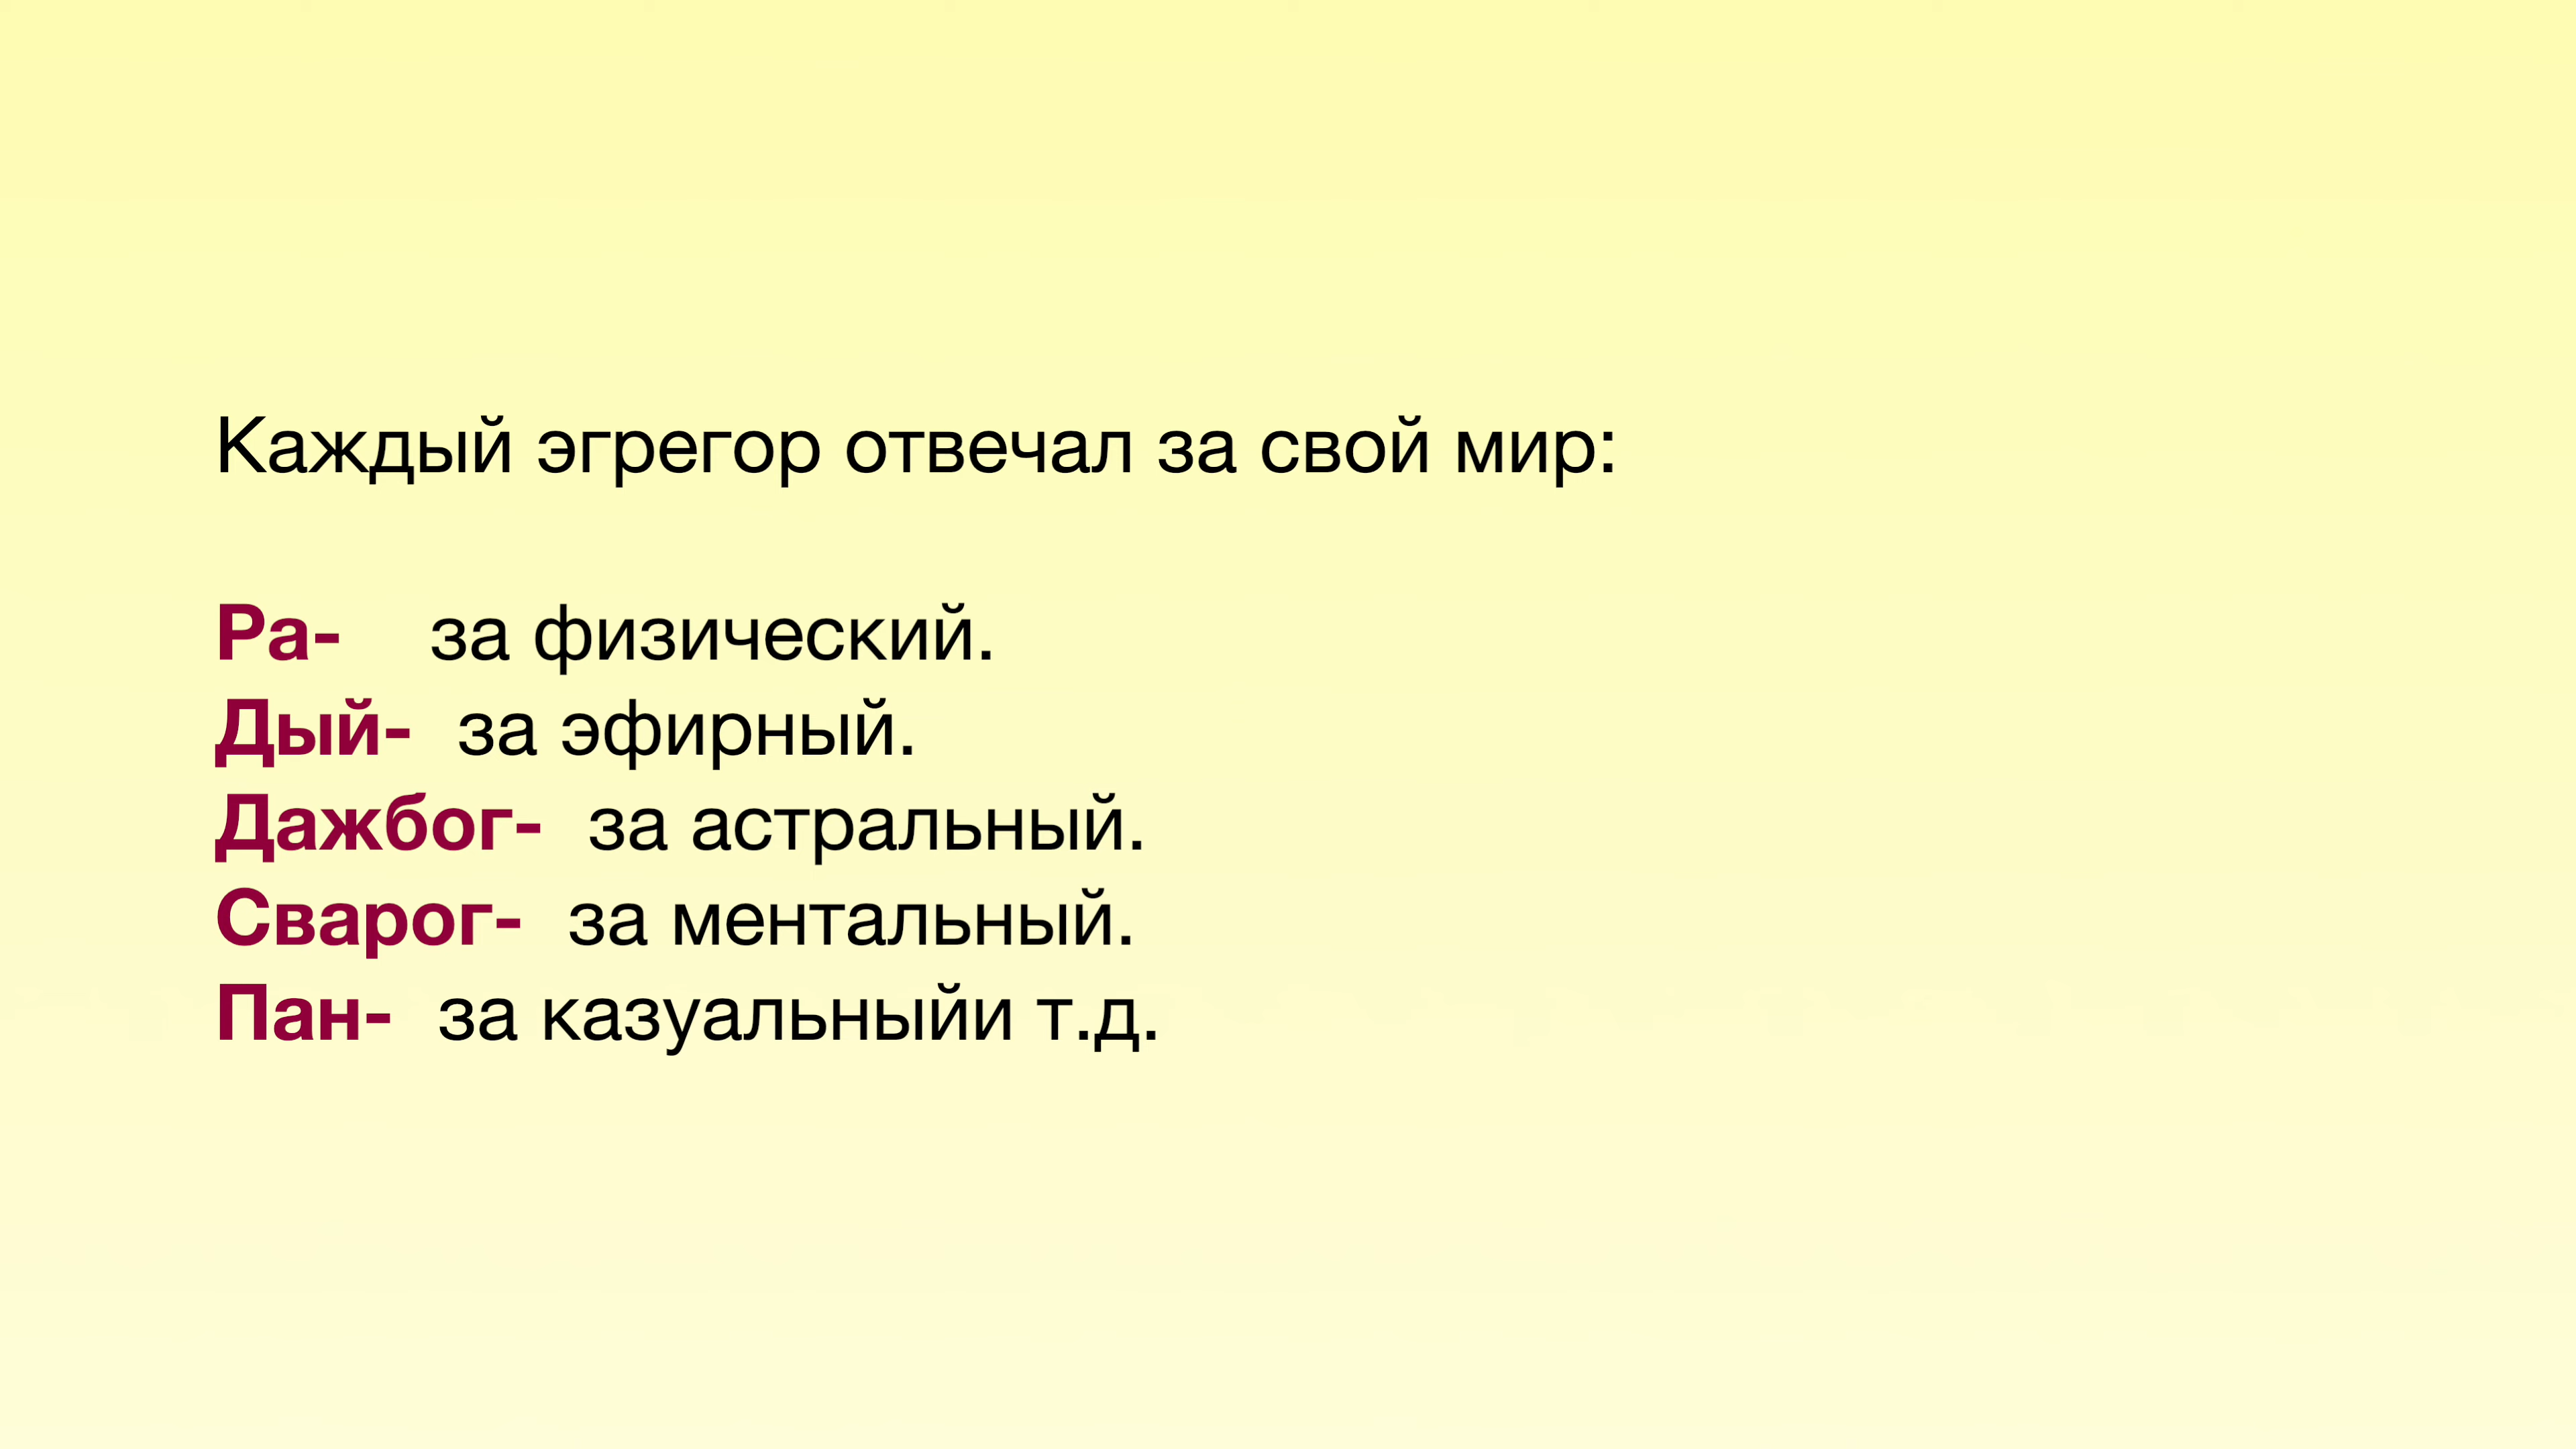 Каждый эгрегор отвечал за свой мир:
Ра- за физический.
Дый- за эфирный.
Дажбог- за астральный.
Сварог- за ментальный.
Пан- за казуальныйи т.д.